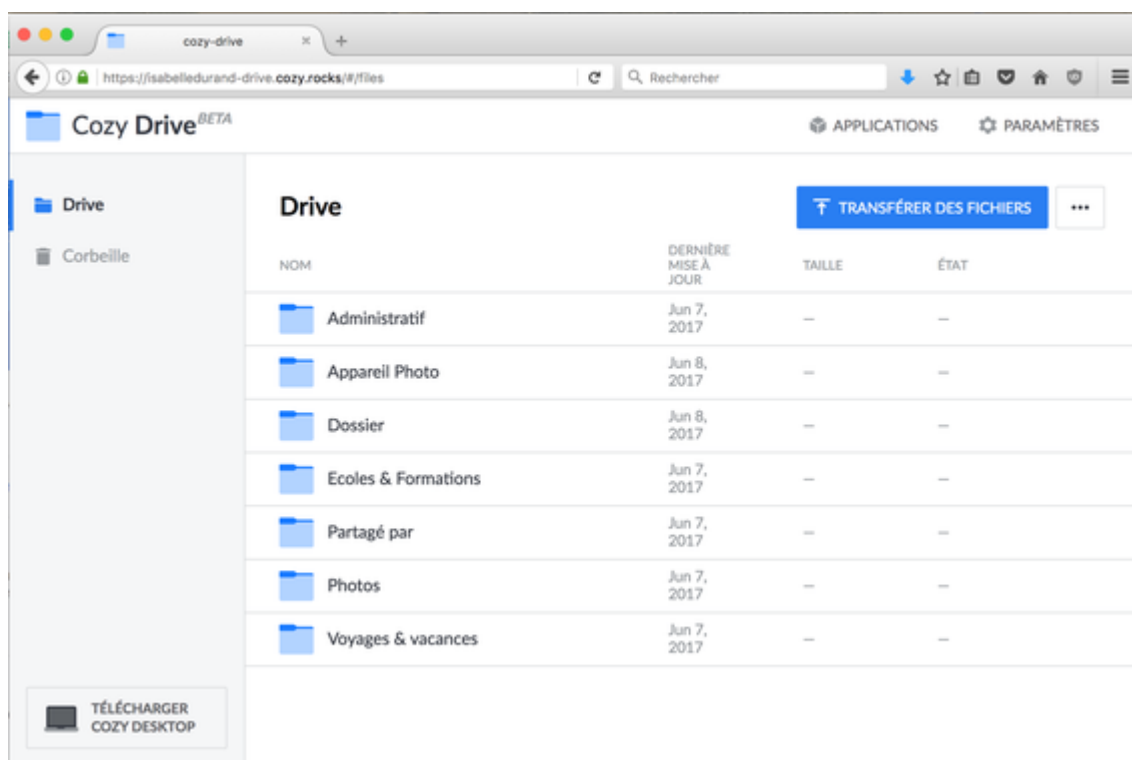 cozy-drive
https://isabelledurand-drive.cozy.rocks/#/files
Rechercher
Cozy Drive BETA
APPLICATIONS
PARAMÈTRES
Drive
Corbeille
Drive
TRANSFÉRER DES FICHIERS
NOM
DERNIÈRE
MISE À
JOUR
TAILLE
ÉTAT
Administratif
Jun 7,
2017
—
—
Appareil Photo
Jun 8,
2017
—
—
Dossier
Jun 8,
2017
—
—
Ecoles & Formations
Jun 7,
2017
—
—
Partagé par
Jun 7,
2017
—
—
Photos
Jun 7,
2017
—
—
Voyages & vacances
Jun 7,
2017
—
—
TÉLÉCHARGER
COZY DESKTOP